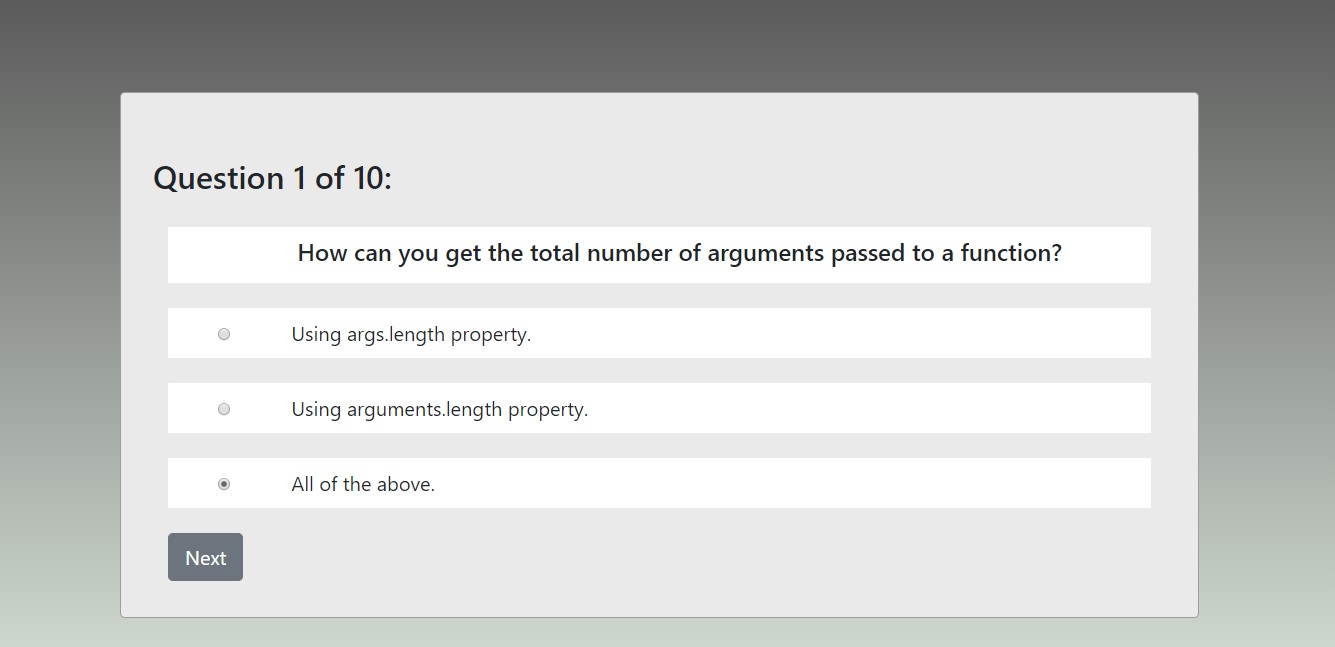 Question 1 of 10:
How can you get the total number of arguments passed to a function?
Using args.length property.
Using arguments.length property.
All of the above.
Next